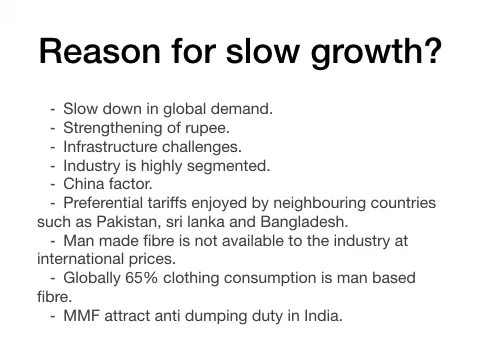 Reason for slow growth?
- Slow down in global demand.
- Strengthening of rupee.
- Infrastructure challenges.
- Industry is highly segmented.
- China factor.
- Preferential tariffs enjoyed by neighbouring countries
such as Pakistan, sri lanka and Bangladesh.
- Man made fibre is not available to the industry at
international prices.
- Globally 65% clothing consumption is man based
fibre.
- MMF attract anti dumping duty in India.